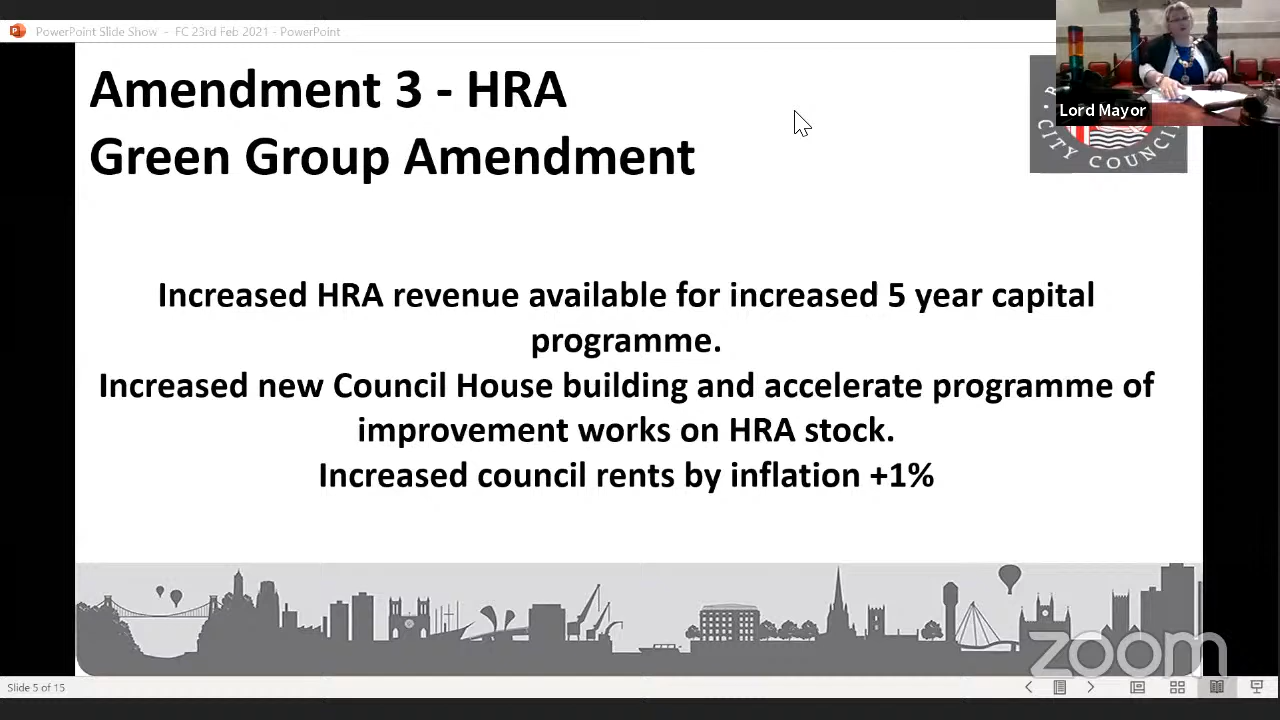 PowerPoint Slide Show - FC 23rd Feb 2021 - PowerPoint
Lord Mayor
CITY COUNCIL
Amendment 3 - HRA
Green Group Amendment
Increased HRA revenue available for increased 5 year capital
programme.
Increased new Council House building and accelerate programme of
improvement works on HRA stock.
Increased council rents by inflation +1%
zoom
Slide 5 of 15